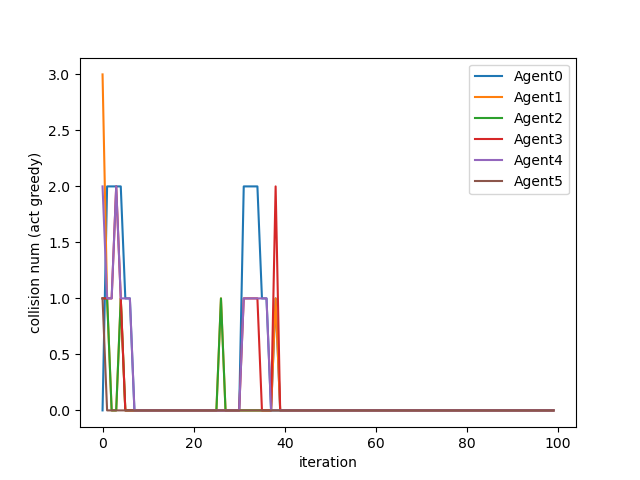 3.0
2.5
2.0
1.5
1.0
0.5
0.0
collision num (act greedy)
Agent0
Agent1
Agent2
Agent3
Agent4
Agent5
0 20 40 60 80 100
iteration